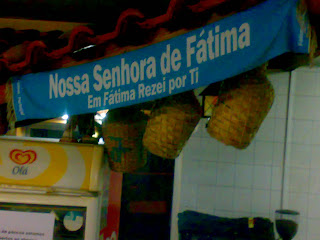 Nossa Senhora de Fátima
Em Fátima Rezei por Ti
Olá